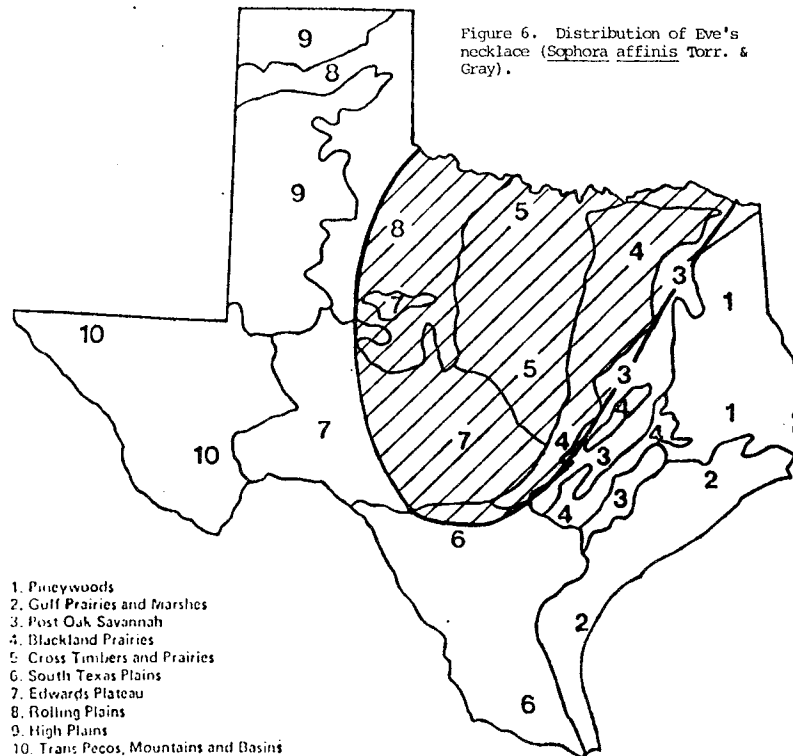 Figure 6. Distribution of Eve's
necklace (Sophora affinis Torr. &
Gray).
9
8
9
8
5
4
3
1
7
10
5
3
4
1
7
10
7
4
3
4
2
4
3
6
2
6
1. Pineywoods
2. Gulf Prairies and Marshes
3. Post Oak Savannah
4. Blackland Prairies
5. Cross Timbers and Prairies
6. South Texas Plains
7. Edwards Plateau
8. Rolling Plains
9. High Plains
10. Trans Pecos, Mountains and Basins